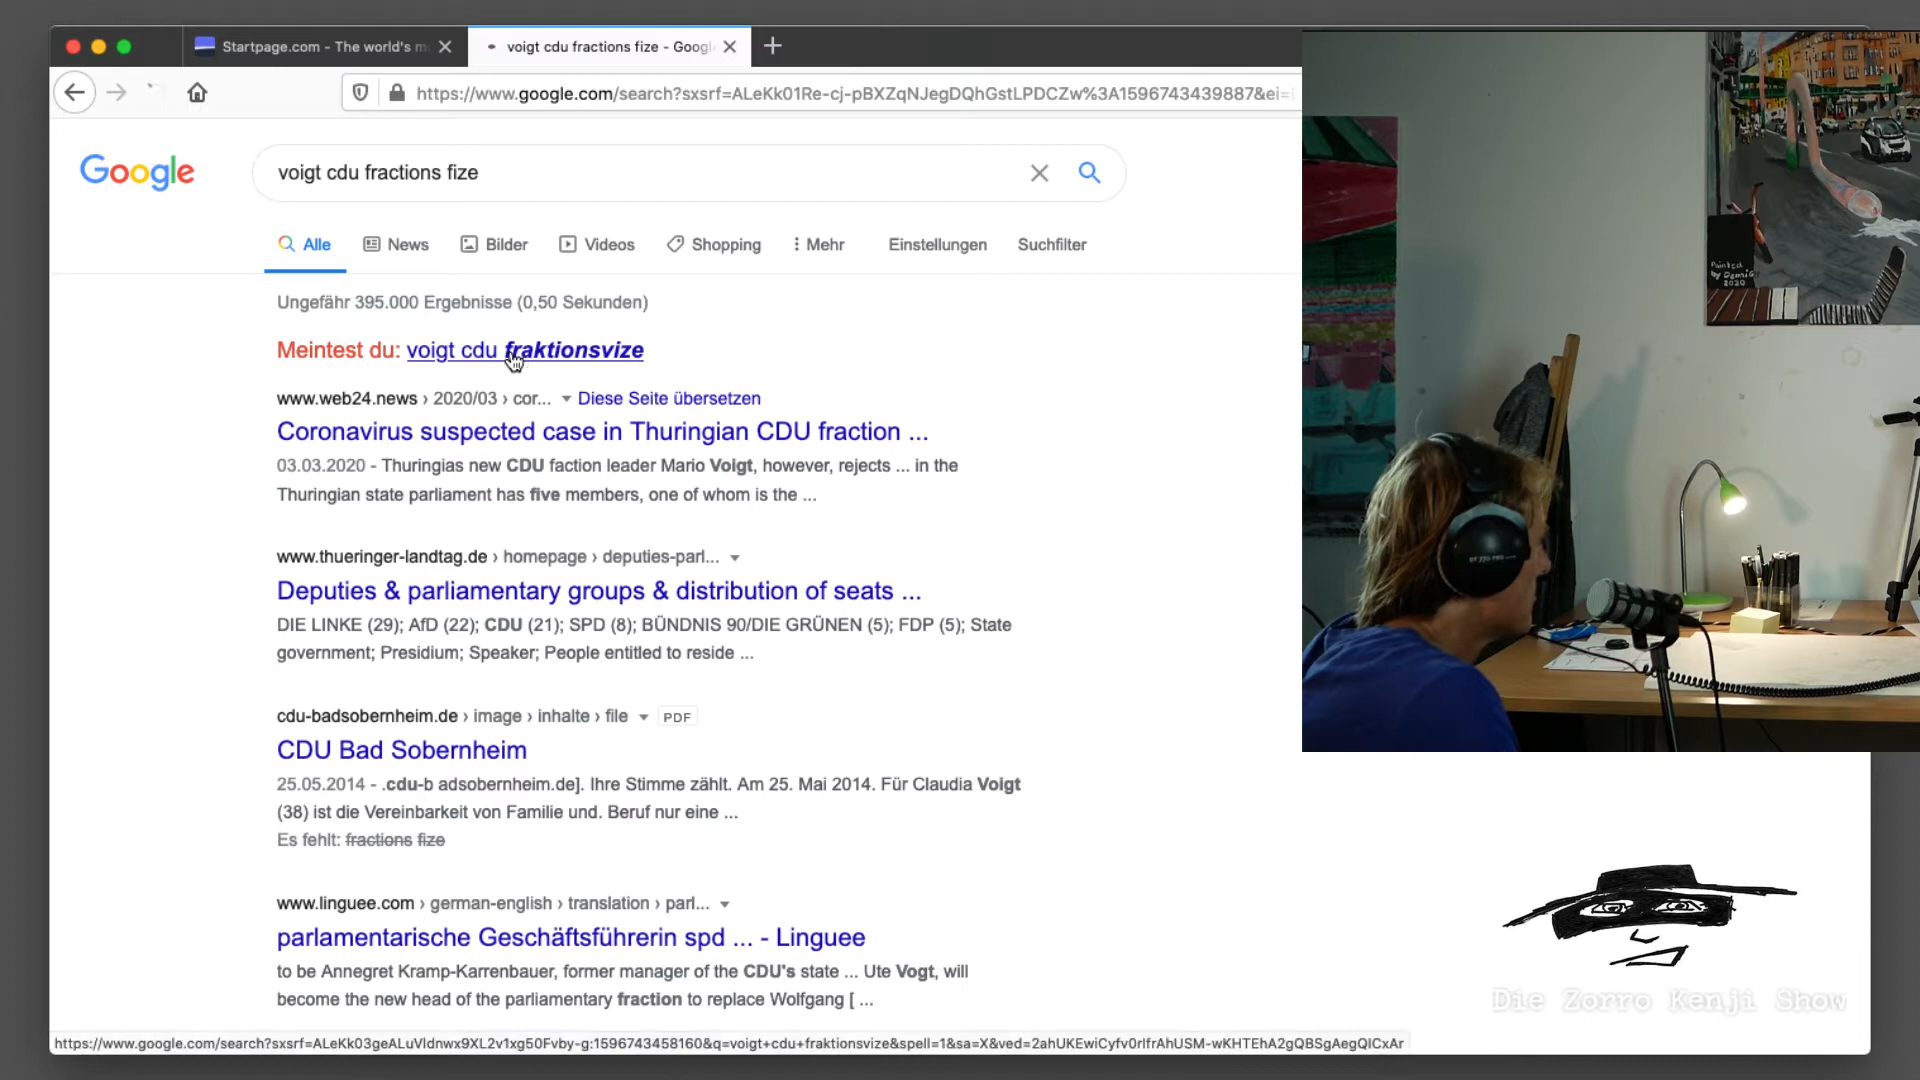 Startpage.com - The world's m
voigt cdu fractions fize - Googl
https://www.google.com/search?sxsrf=ALeKk01Re-cj-pBXZqNJegDQhGstLPDCZw%3A1596743439887&ei=
Google
voigt cdu fractions fize
Alle News Bilder Videos Shopping Mehr Einstellungen Suchfilter
Ungefähr 395.000 Ergebnisse (0,50 Sekunden)
Meintest du: voigt cdu fraktionsvize
www.web24.news › 2020/03 › cor... Diese Seite übersetzen
Coronavirus suspected case in Thuringian CDU fraction ...
03.03.2020 - Thuringias new CDU faction leader Mario Voigt, however, rejects ... in the
Thuringian state parliament has five members, one of whom is the ...
www.thueringer-landtag.de › homepage › deputies-parl...
Deputies & parliamentary groups & distribution of seats ...
DIE LINKE (29); AfD (22); CDU (21); SPD (8); BÜNDNIS 90/DIE GRÜNEN (5); FDP (5); State
government; Presidium; Speaker; People entitled to reside ...
cdu-badsobernheim.de › image › inhalte › file PDF
CDU Bad Sobernheim
25.05.2014 - .cdu-b adsobernheim.de]. Ihre Stimme zählt. Am 25. Mai 2014. Für Claudia Voigt
(38) ist die Vereinbarkeit von Familie und. Beruf nur eine ...
Es fehlt: fractions fize
www.linguee.com › german-english › translation › parl...
parlamentarische Geschäftsführerin spd ... - Linguee
to be Annegret Kramp-Karrenbauer, former manager of the CDU's state ... Ute Vogt, will
become the new head of the parliamentary fraction to replace Wolfgang [ ...
https://www.google.com/search?sxsrf=ALeKk03geALuVldnwx9XL2v1xg50Fvby-g:1596743458160&q=voigt+cdu+fraktionsvize&spell=1&sa=X&ved=2ahUKEwiCyfv0rIfrAhUSM-wKHTEhA2gQBSgAegQICxAr
Painted
by
2020
Die Zorro Kenji Show